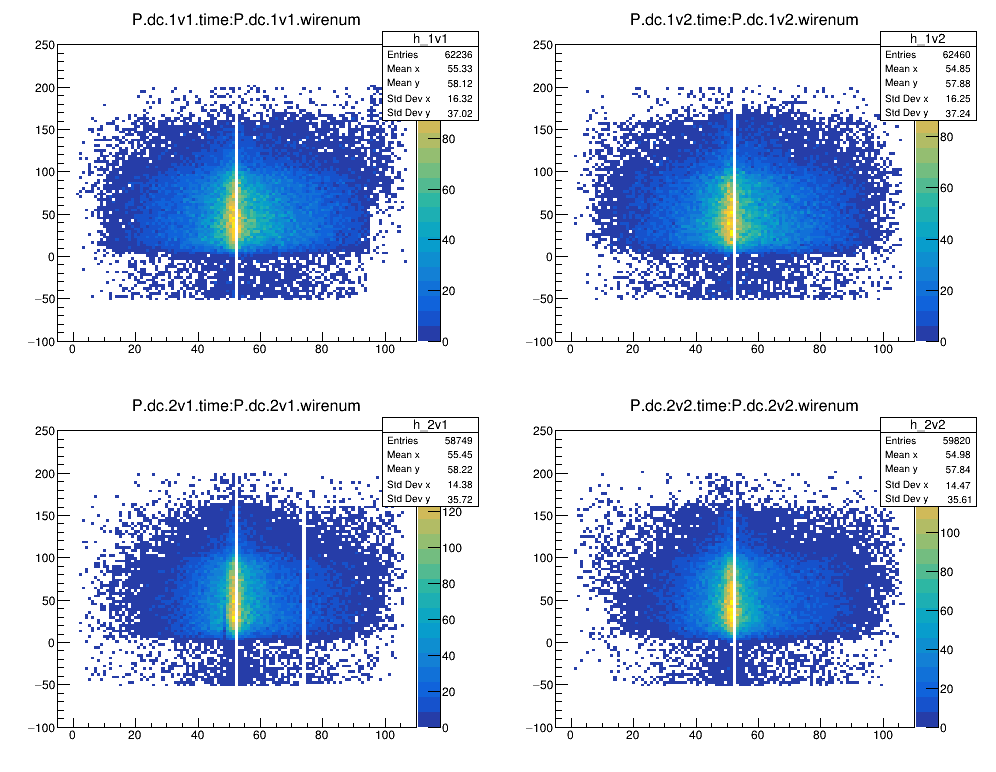 P.dc.1v1.time:P.dc.1v1.wirenum
h_1v1
Entries 62236
Mean x 55.33
Mean y 58.12
Std Dev x 16.32
Std Dev y 37.02
250
200
150
100
50
0
−50
−100
0 20 40 60 80 100
80
60
40
20
0
P.dc.1v2.time:P.dc.1v2.wirenum
h_1v2
Entries 62460
Mean x 54.85
Mean y 57.88
Std Dev x 16.25
Std Dev y 37.24
250
200
150
100
50
0
−50
−100
0 20 40 60 80 100
80
60
40
20
0
P.dc.2v1.time:P.dc.2v1.wirenum
h_2v1
Entries 58749
Mean x 55.45
Mean y 58.22
Std Dev x 14.38
Std Dev y 35.72
250
200
150
100
50
0
−50
−100
0 20 40 60 80 100
120
100
80
60
40
20
0
P.dc.2v2.time:P.dc.2v2.wirenum
h_2v2
Entries 59820
Mean x 54.98
Mean y 57.84
Std Dev x 14.47
Std Dev y 35.61
250
200
150
100
50
0
−50
−100
0 20 40 60 80 100
100
80
60
40
20
0